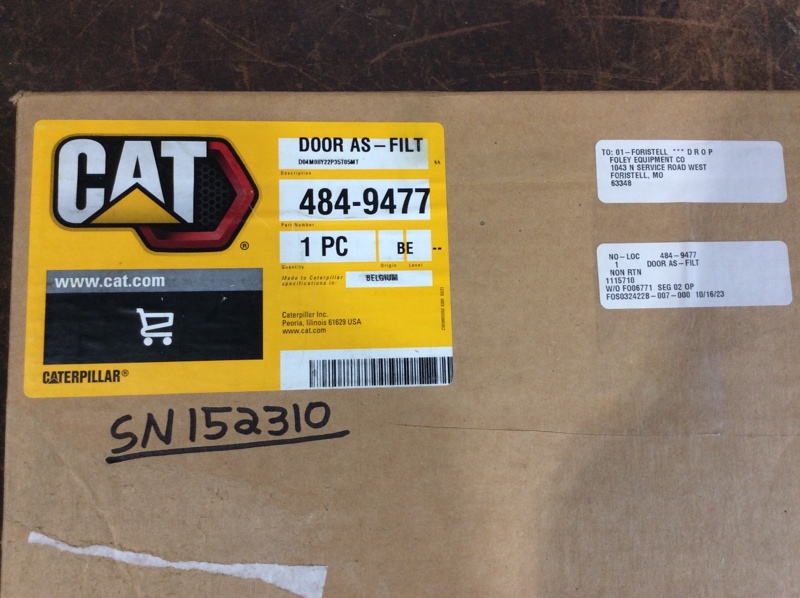 CAT
®
DOOR AS-FILT
D04M08Y22P35T05MT
Description
484-9477
Part Number
1 PC
BE
--
Quantity
Origin
Level
Made to Caterpillar
specifications in:
BELGIUM
www.cat.com
Caterpillar Inc.
Peoria, Illinois 61629 USA
www.cat.com
CATERPILLAR®
SN152310
TO: 01-FORISTELL *** D R O P
FOLEY EQUIPMENT CO
1043 N SERVICE ROAD WEST
FORISTELL, MO
63348
NO-LOC 484-9477
1 DOOR AS-FILT
NON RTN
1115710
W/O FO06771 SEG 02 OP
FOS0324228-007-000 10/16/23